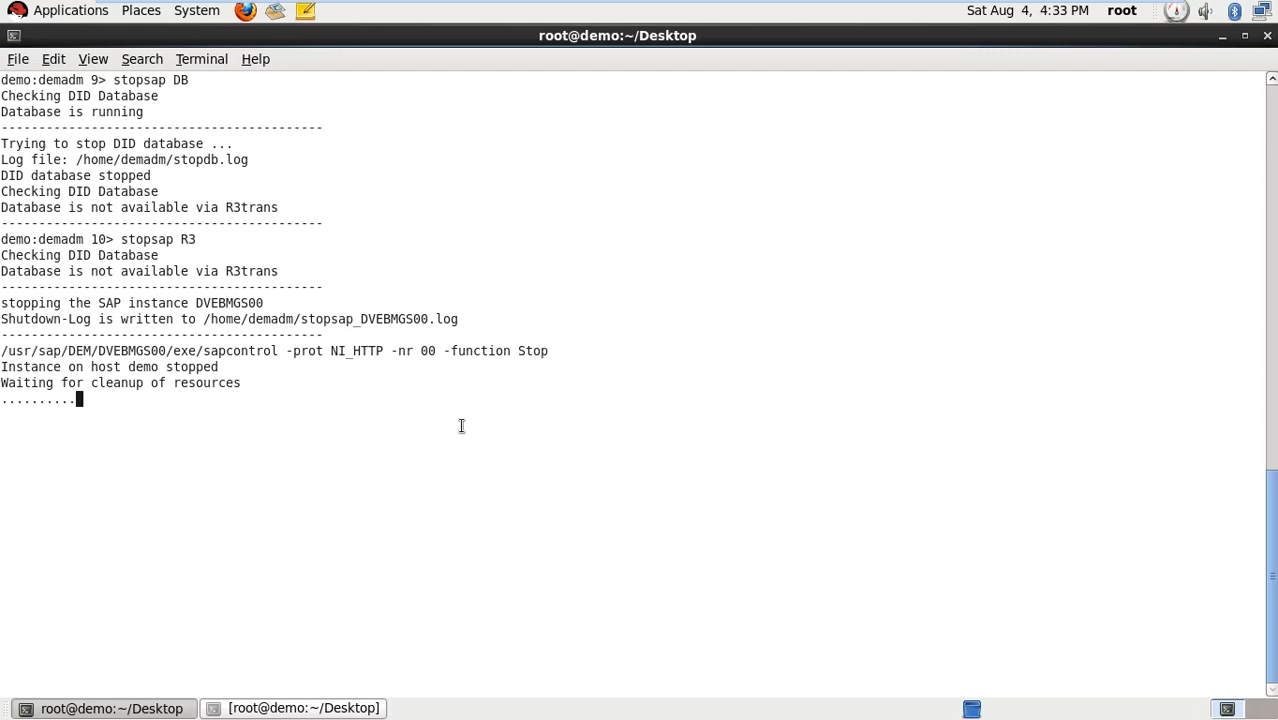 Applications Places System Sat Aug 4, 4:33 PM root
root@demo:~/Desktop
File Edit View Search Terminal Help
demo:demadm 9> stopsap DB
Checking DID Database
Database is running
-------------------------------------------
Trying to stop DID database ...
Log file: /home/demadm/stopdb.log
DID database stopped
Checking DID Database
Database is not available via R3trans
-------------------------------------------
demo:demadm 10> stopsap R3
Checking DID Database
Database is not available via R3trans
-------------------------------------------
stopping the SAP instance DVEBMGS00
Shutdown-Log is written to /home/demadm/stopsap_DVEBMGS00.log
-------------------------------------------
/usr/sap/DEM/DVEBMGS00/exe/sapcontrol -prot NI_HTTP -nr 00 -function Stop
Instance on host demo stopped
Waiting for cleanup of resources
..........
root@demo:~/Desktop [root@demo:~/Desktop]